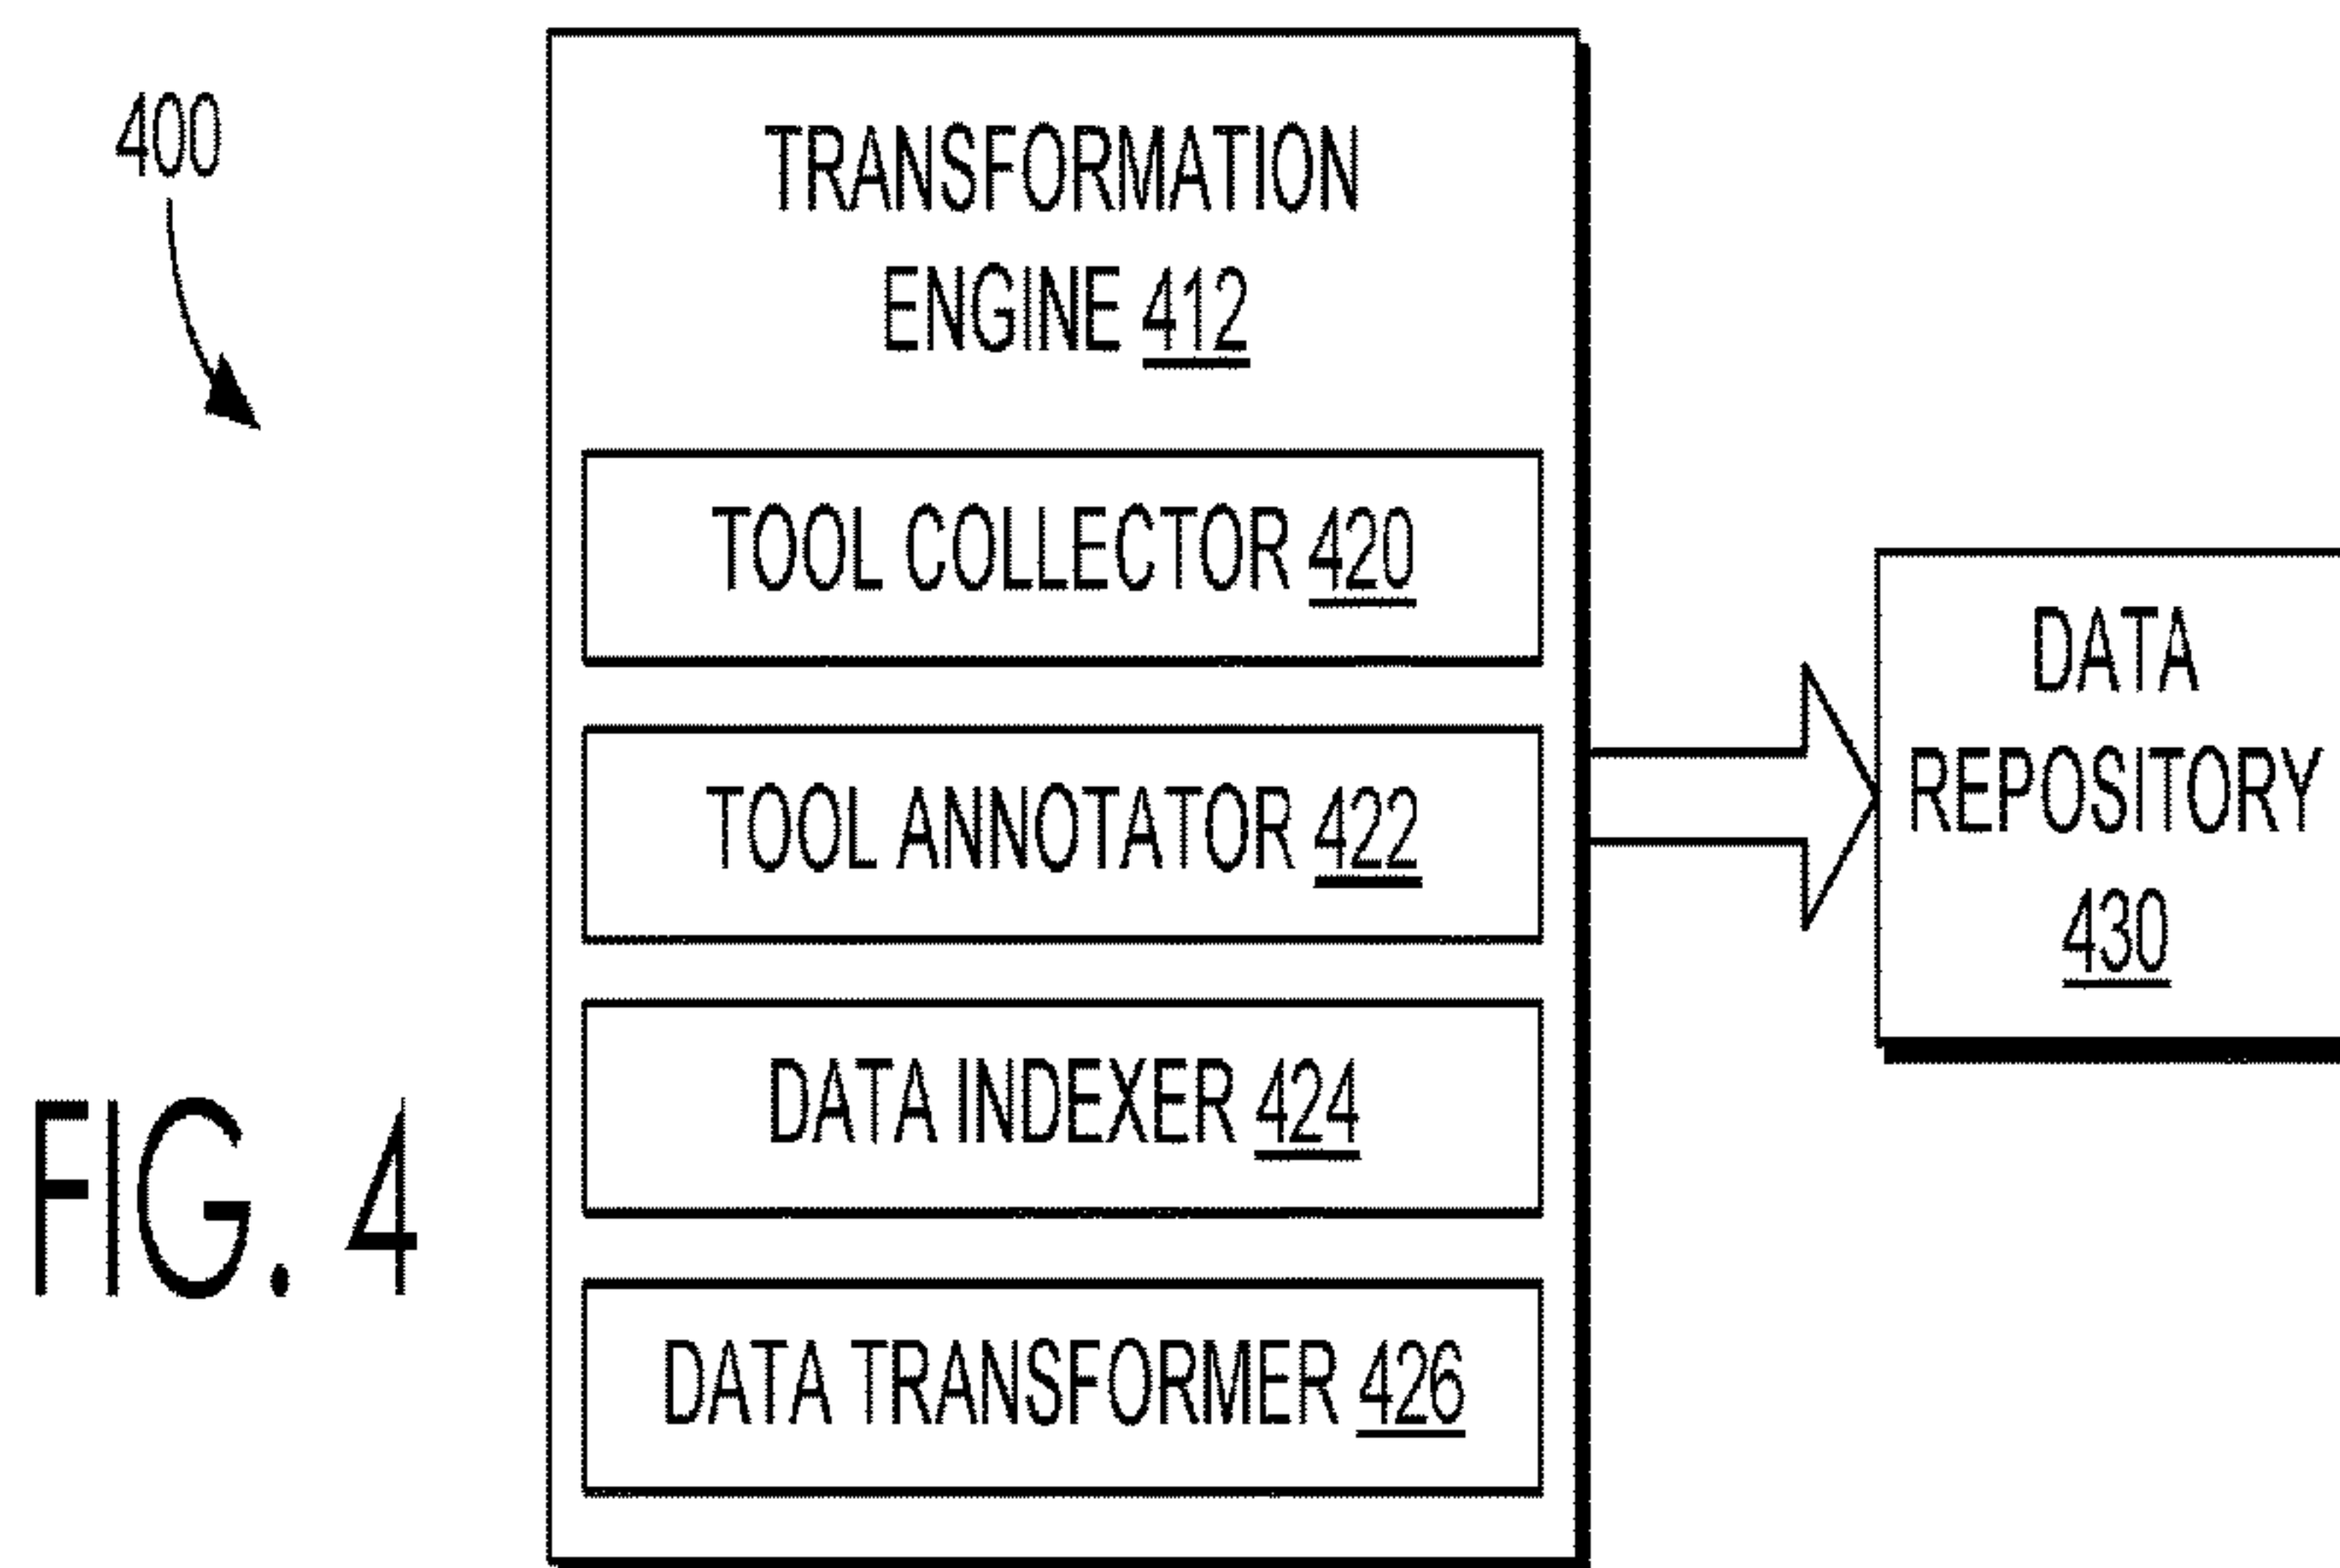 400
TRANSFORMATION
ENGINE 412
TOOL COLLECTOR 420
TOOL ANNOTATOR 422
DATA INDEXER 424
DATA TRANSFORMER 426
DATA
REPOSITORY
430
FIG. 4